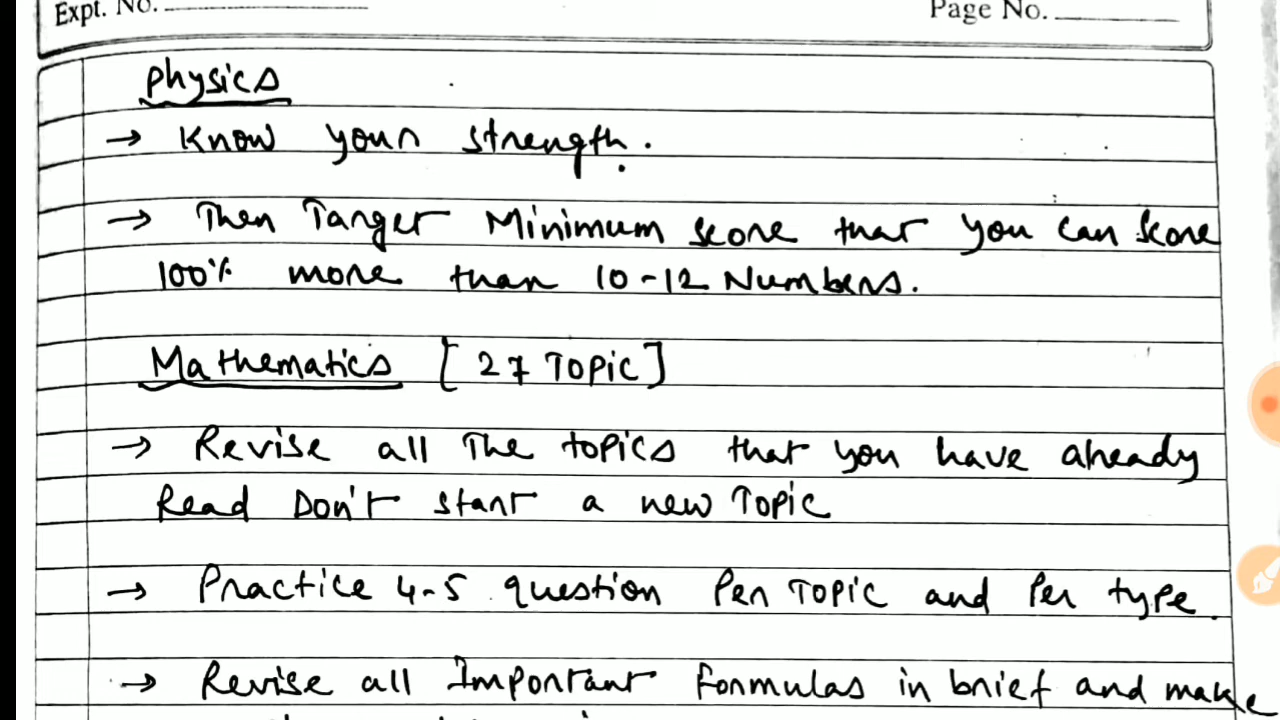 Expt. No.
Page No.
Physics
→ Know your strength.
→ Then Target Minimum score that you can score
100% more than 10-12 Numbers.
Mathematics [27 Topic]
→ Revise all The topics that you have already
Read Don't start a new Topic
→ Practice 4-5 question Per Topic and Per type.
→ Revise all Important Formulas in brief and make